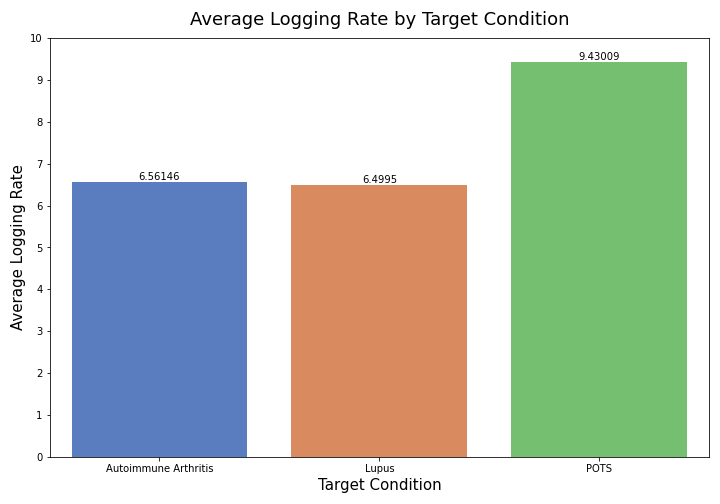 Average Logging Rate by Target Condition
Average Logging Rate
10
9
8
7
6
5
4
3
2
1
0
6.56146
6.4995
9.43009
Autoimmune Arthritis
Lupus
POTS
Target Condition